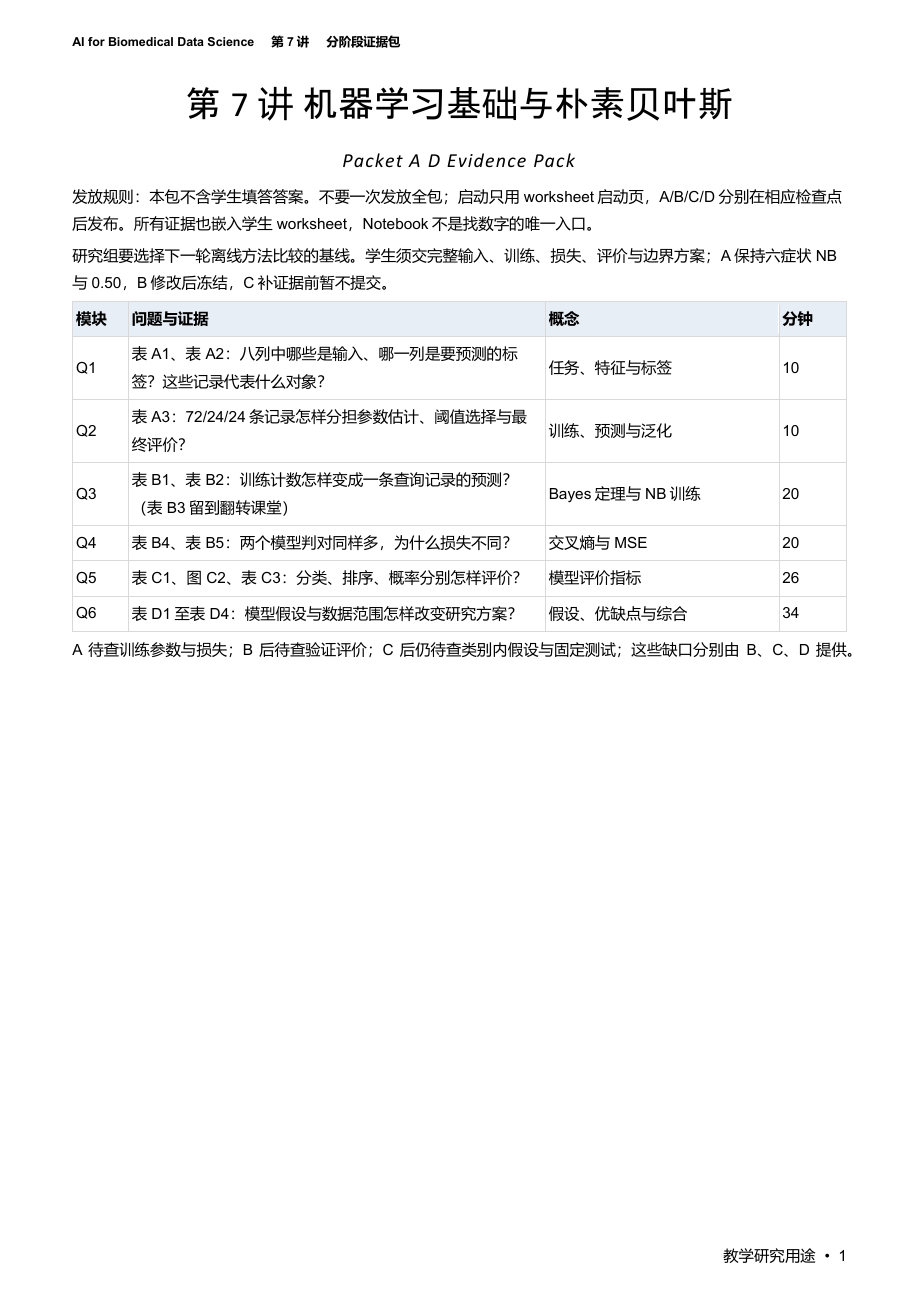 AI for Biomedical Data Science 第 7 讲 分阶段证据包
第 7 讲 机器学习基础与朴素贝叶斯
Packet A D Evidence Pack
发放规则：本包不含学生填答答案。不要一次发放全包；启动只用 worksheet 启动页，A/B/C/D 分别在相应检查点
后发布。所有证据也嵌入学生 worksheet，Notebook 不是找数字的唯一入口。
研究组要选择下一轮离线方法比较的基线。学生须交完整输入、训练、损失、评价与边界方案；A 保持六症状 NB
与 0.50，B 修改后冻结，C 补证据前暂不提交。
模块 问题与证据 概念 分钟
Q1 表 A1、表 A2：八列中哪些是输入、哪一列是要预测的标
签？这些记录代表什么对象？ 任务、特征与标签 10
Q2 表 A3：72/24/24 条记录怎样分担参数估计、阈值选择与最
终评价？ 训练、预测与泛化 10
Q3 表 B1、表 B2：训练计数怎样变成一条查询记录的预测？
（表 B3 留到翻转课堂） Bayes 定理与 NB 训练 20
Q4 表 B4、表 B5：两个模型判对同样多，为什么损失不同？ 交叉熵与 MSE 20
Q5 表 C1、图 C2、表 C3：分类、排序、概率分别怎样评价？ 模型评价指标 26
Q6 表 D1 至表 D4：模型假设与数据范围怎样改变研究方案？ 假设、优缺点与综合 34
A 待查训练参数与损失；B 后待查验证评价；C 后仍待查类别内假设与固定测试；这些缺口分别由 B、C、D 提供。
教学研究用途 • 1